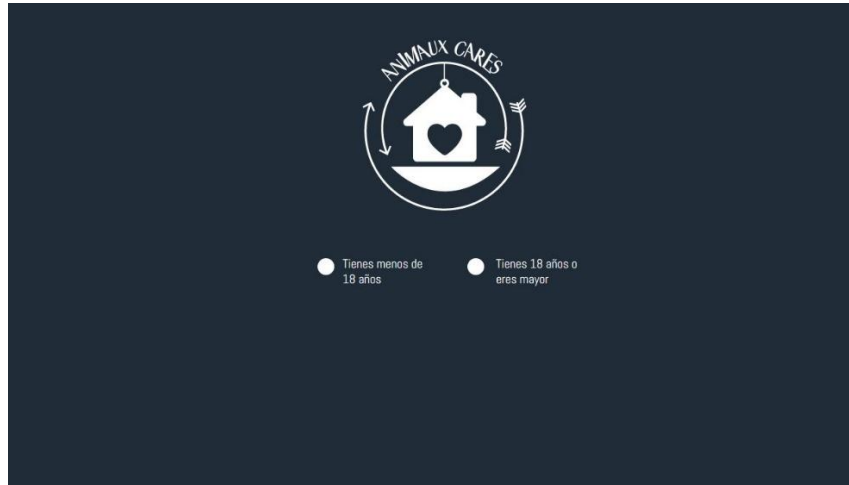 ANIMAUX CARES
Tienes menos de
18 años
Tienes 18 años o
eres mayor